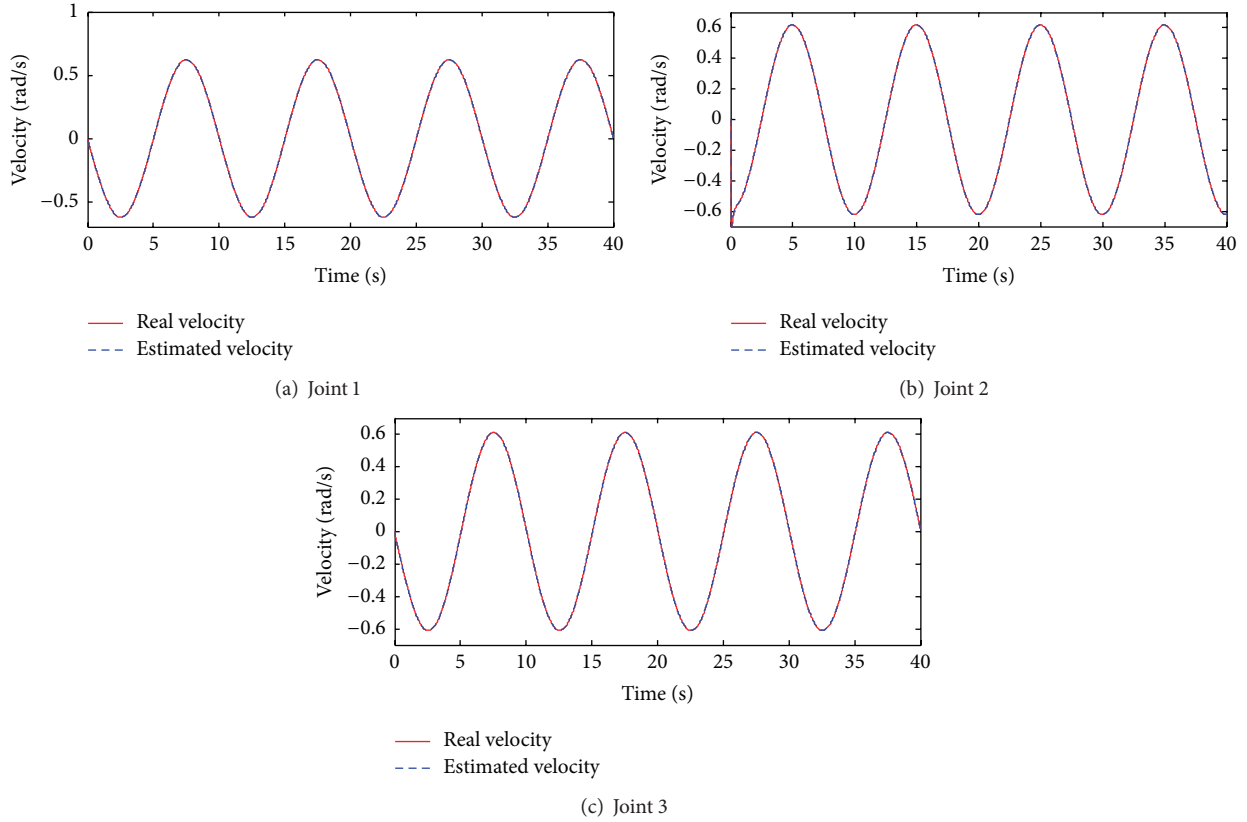 1
0.5
0
−0.5
Velocity (rad/s)
0 5 10 15 20 25 30 35 40
Time (s)
Real velocity
Estimated velocity
(a) Joint 1
0.6
0.4
0.2
0
−0.2
−0.4
−0.6
Velocity (rad/s)
0 5 10 15 20 25 30 35 40
Time (s)
Real velocity
Estimated velocity
(b) Joint 2
0.6
0.4
0.2
0
−0.2
−0.4
−0.6
Velocity (rad/s)
0 5 10 15 20 25 30 35 40
Time (s)
Real velocity
Estimated velocity
(c) Joint 3